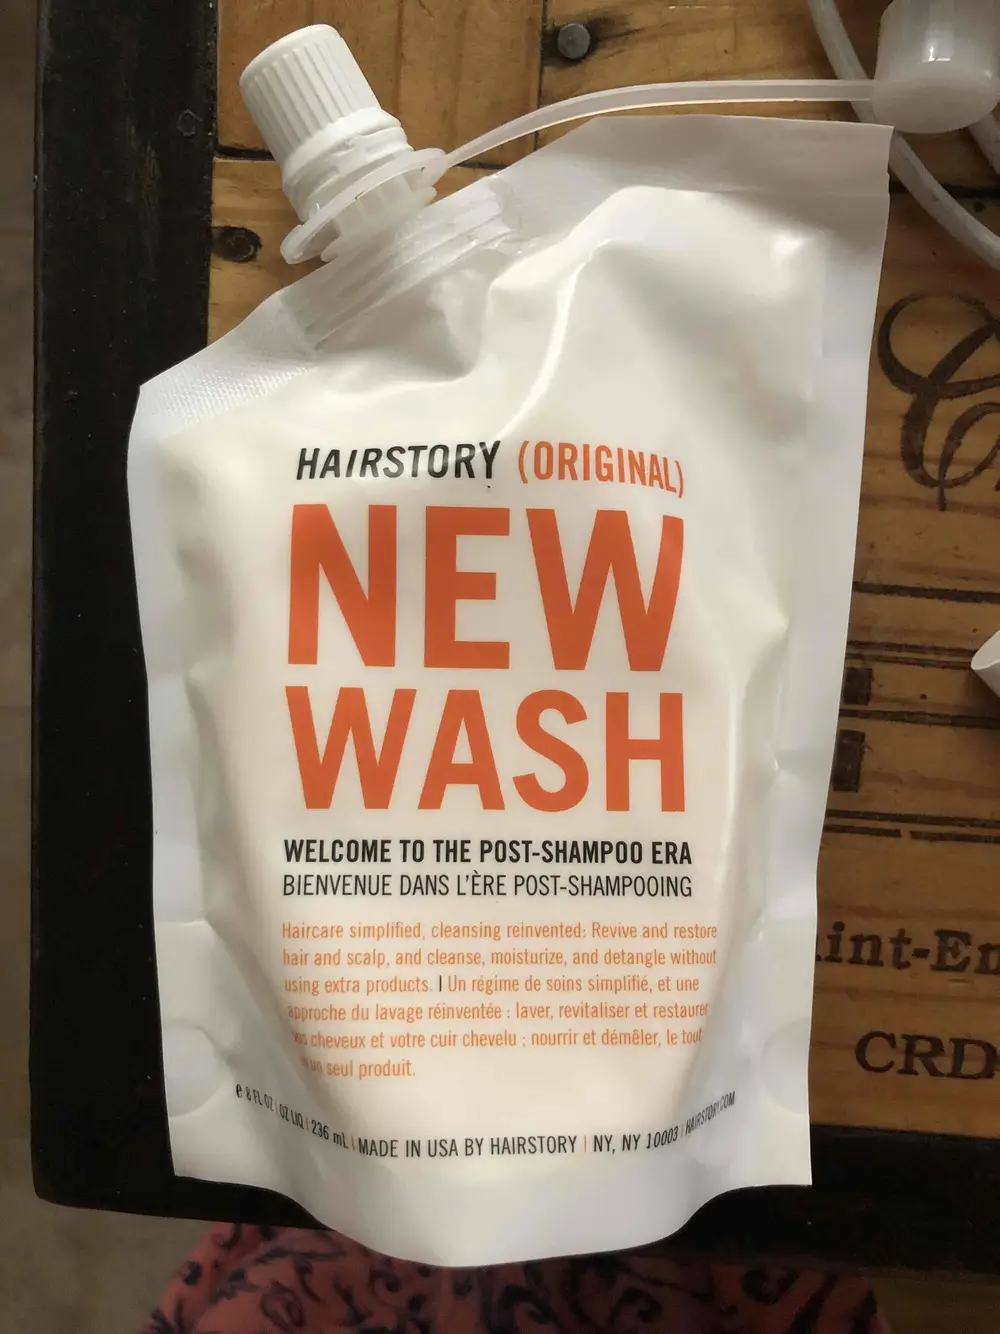 HAIRSTORY (ORIGINAL)
NEW
WASH
WELCOME TO THE POST-SHAMPOO ERA
BIENVENUE DANS L'ÈRE POST-SHAMPOOING
Haircare simplified, cleansing reinvented: Revive and restore
hair and scalp, and cleanse, moisturize, and detangle without
using extra products. | Un régime de soins simplifié, et une
approche du lavage réinventée : laver, revitaliser et restaurer
cheveux et votre cuir chevelu ; nourrir et démêler, le tout
un seul produit.
e 8 FL OZ | OZ LIQ | 236 mL | MADE IN USA BY HAIRSTORY | NY, NY 10003 | HAIRSTORY.COM
CRD